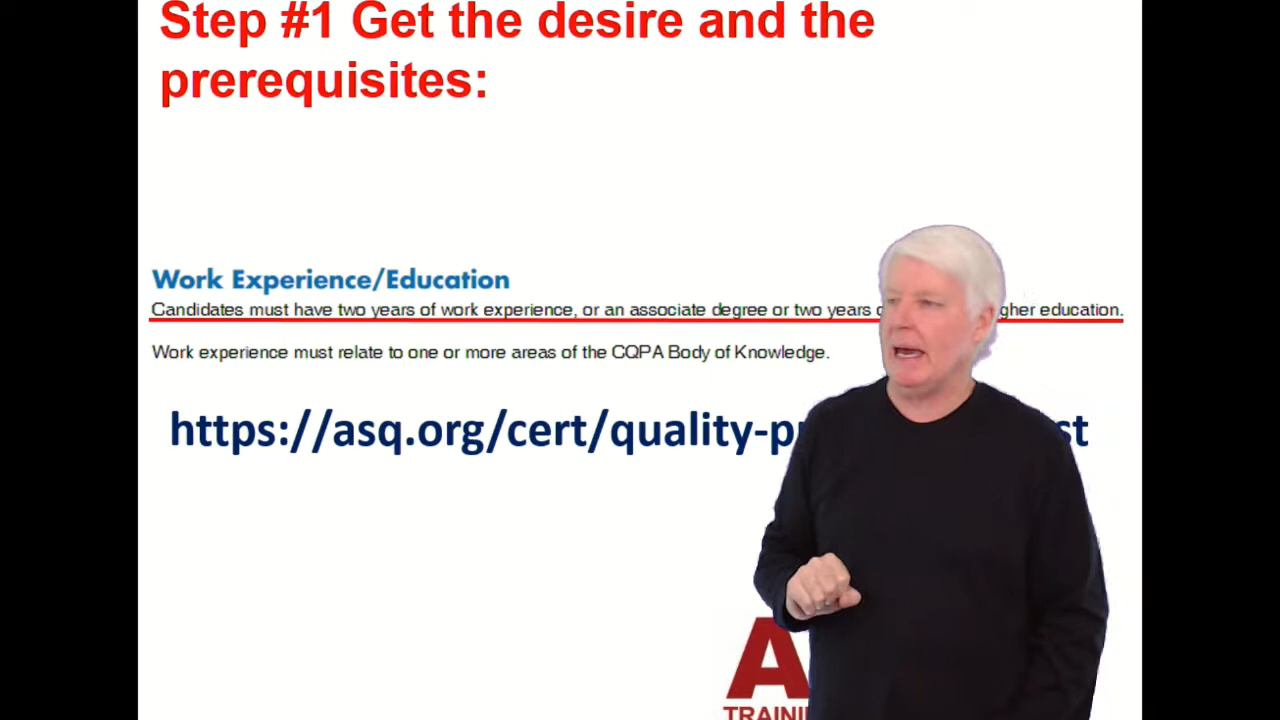 Step #1 Get the desire and the
prerequisites:
Work Experience/Education
Candidates must have two years of work experience, or an associate degree or two years higher education.
Work experience must relate to one or more areas of the CQPA Body of Knowledge.
https://asq.org/cert/quality-p st
A